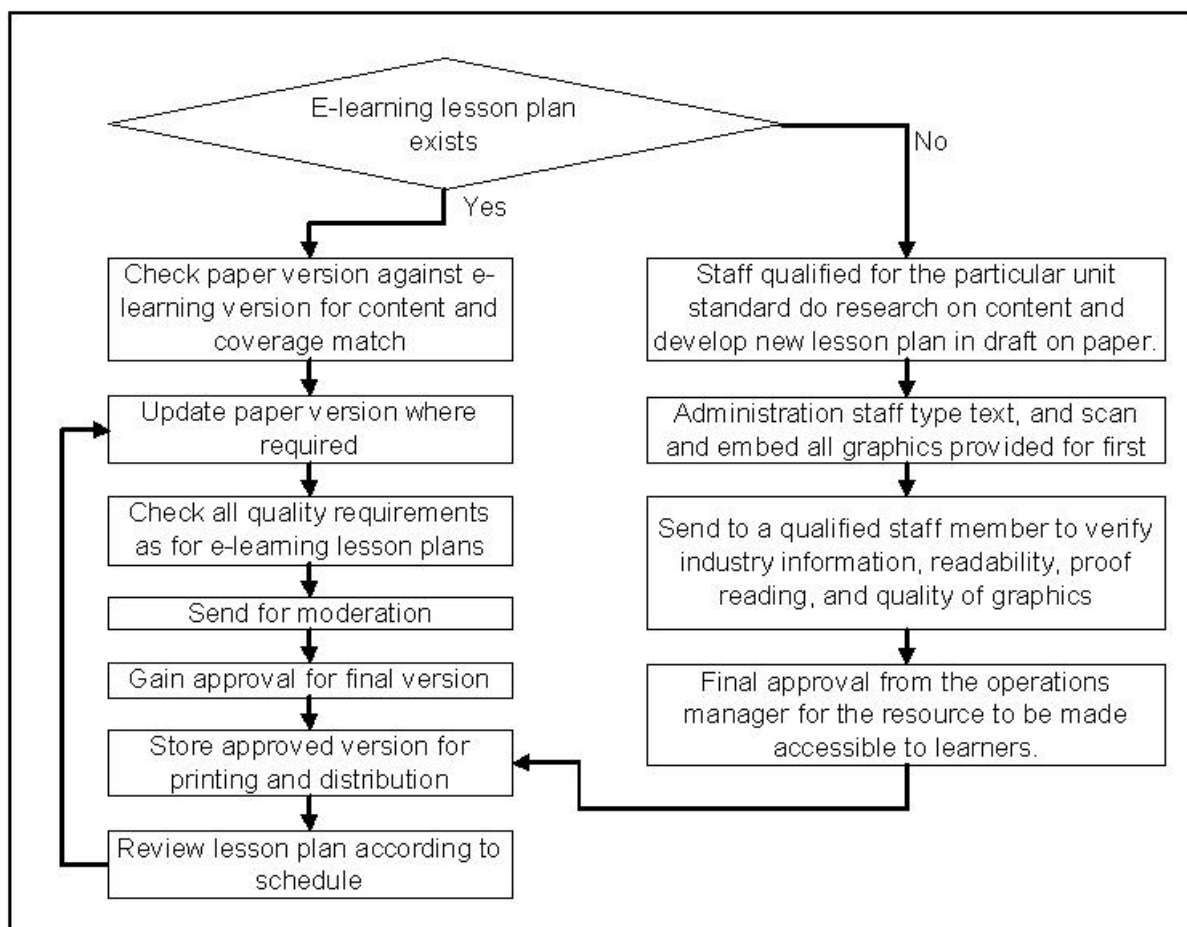 E-learning lesson plan
exists
No
Yes
Check paper version against e-
learning version for content and
coverage match
Update paper version where
required
Check all quality requirements
as for e-learning lesson plans
Send for moderation
Gain approval for final version
Store approved version for
printing and distribution
Review lesson plan according to
schedule
Staff qualified for the particular unit
standard do research on content and
develop new lesson plan in draft on paper.
Administration staff type text, and scan
and embed all graphics provided for first
Send to a qualified staff member to verify
industry information, readability, proof
reading, and quality of graphics
Final approval from the operations
manager for the resource to be made
accessible to learners.